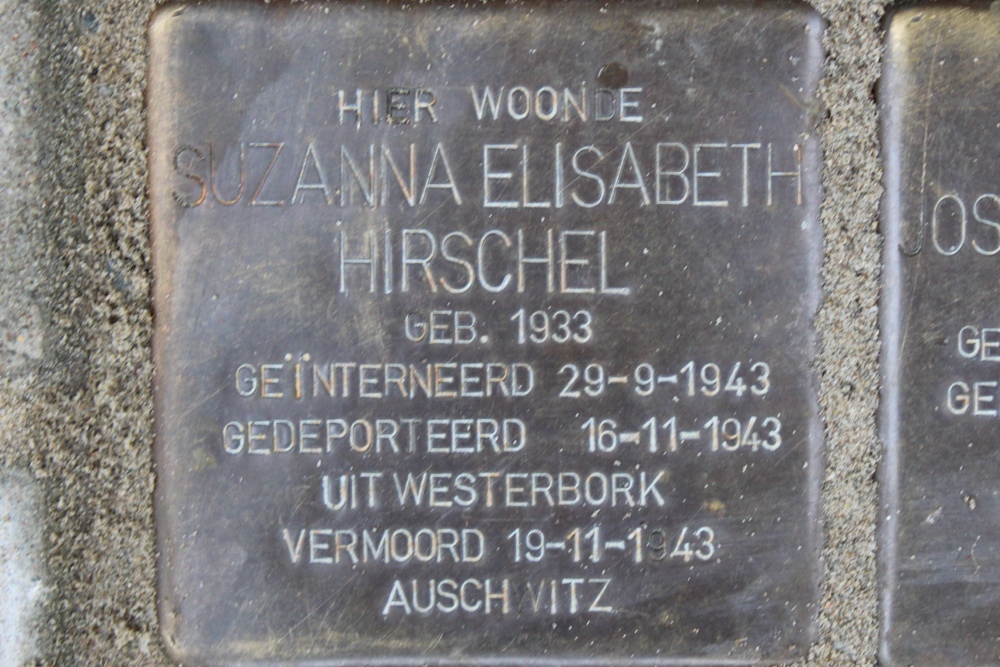 HIER WOONDE
SUZANNA ELISABETH
HIRSCHEL
GEB. 1933
GEÏNTERNEERD 29-9-1943
GEDEPORTEERD 16-11-1943
UIT WESTERBORK
VERMOORD 19-11-1943
AUSCHWITZ